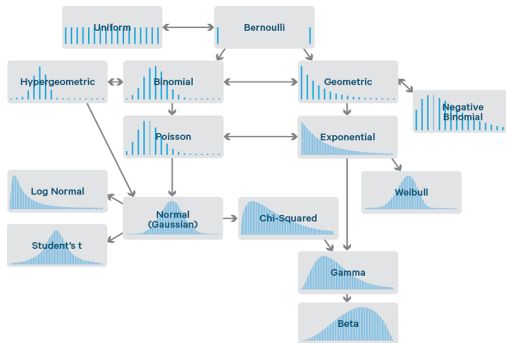 Uniform
Bernoulli
Hypergeometric
Binomial
Geometric
Negative
Binomial
Poisson
Exponential
Log Normal
Weibull
Normal
(Gaussian)
Chi-Squared
Student's t
Gamma
Beta